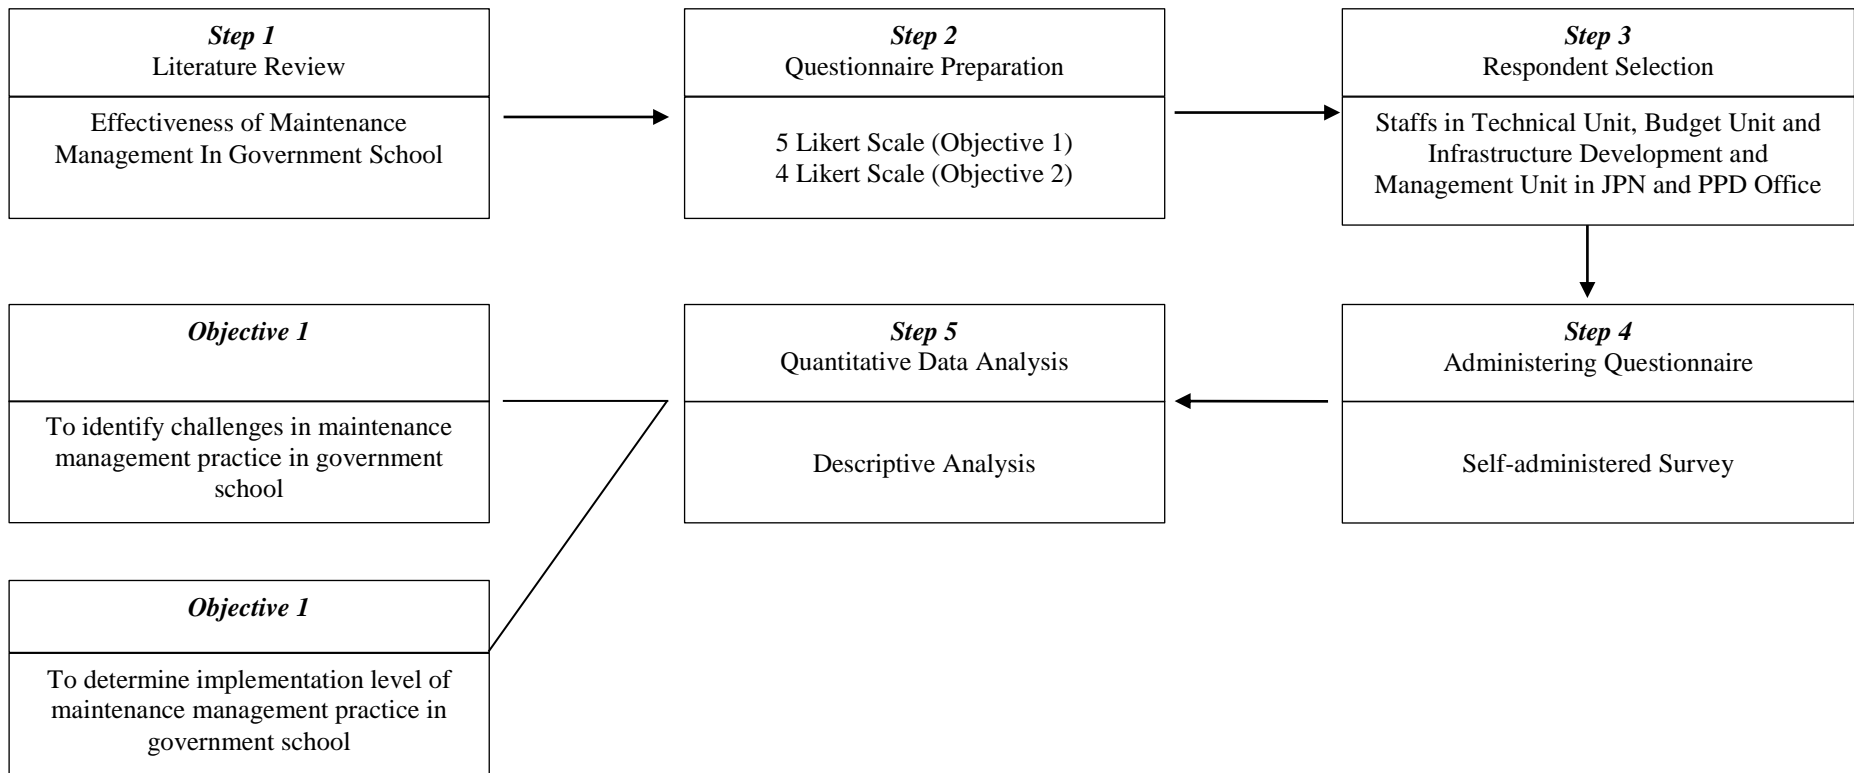 Step 1
Literature Review
Effectiveness of Maintenance
Management In Government School
Step 2
Questionnaire Preparation
5 Likert Scale (Objective 1)
4 Likert Scale (Objective 2)
Step 3
Respondent Selection
Staffs in Technical Unit, Budget Unit and
Infrastructure Development and
Management Unit in JPN and PPD Office
Step 4
Administering Questionnaire
Self-administered Survey
Step 5
Quantitative Data Analysis
Descriptive Analysis
Objective 1
To identify challenges in maintenance
management practice in government
school
Objective 1
To determine implementation level of
maintenance management practice in
government school